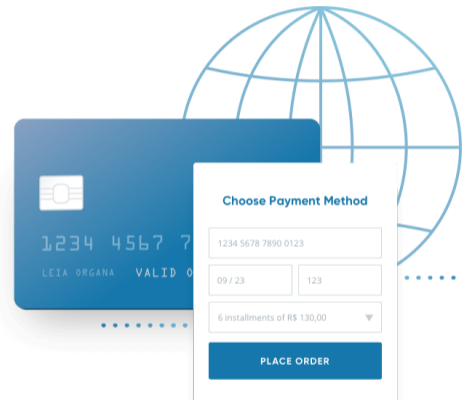 1234 4567 7
LEIA ORGANA VALID 0
Choose Payment Method
1234 5678 7890 0123
09 / 23
123
6 installments of R$ 130,00
PLACE ORDER